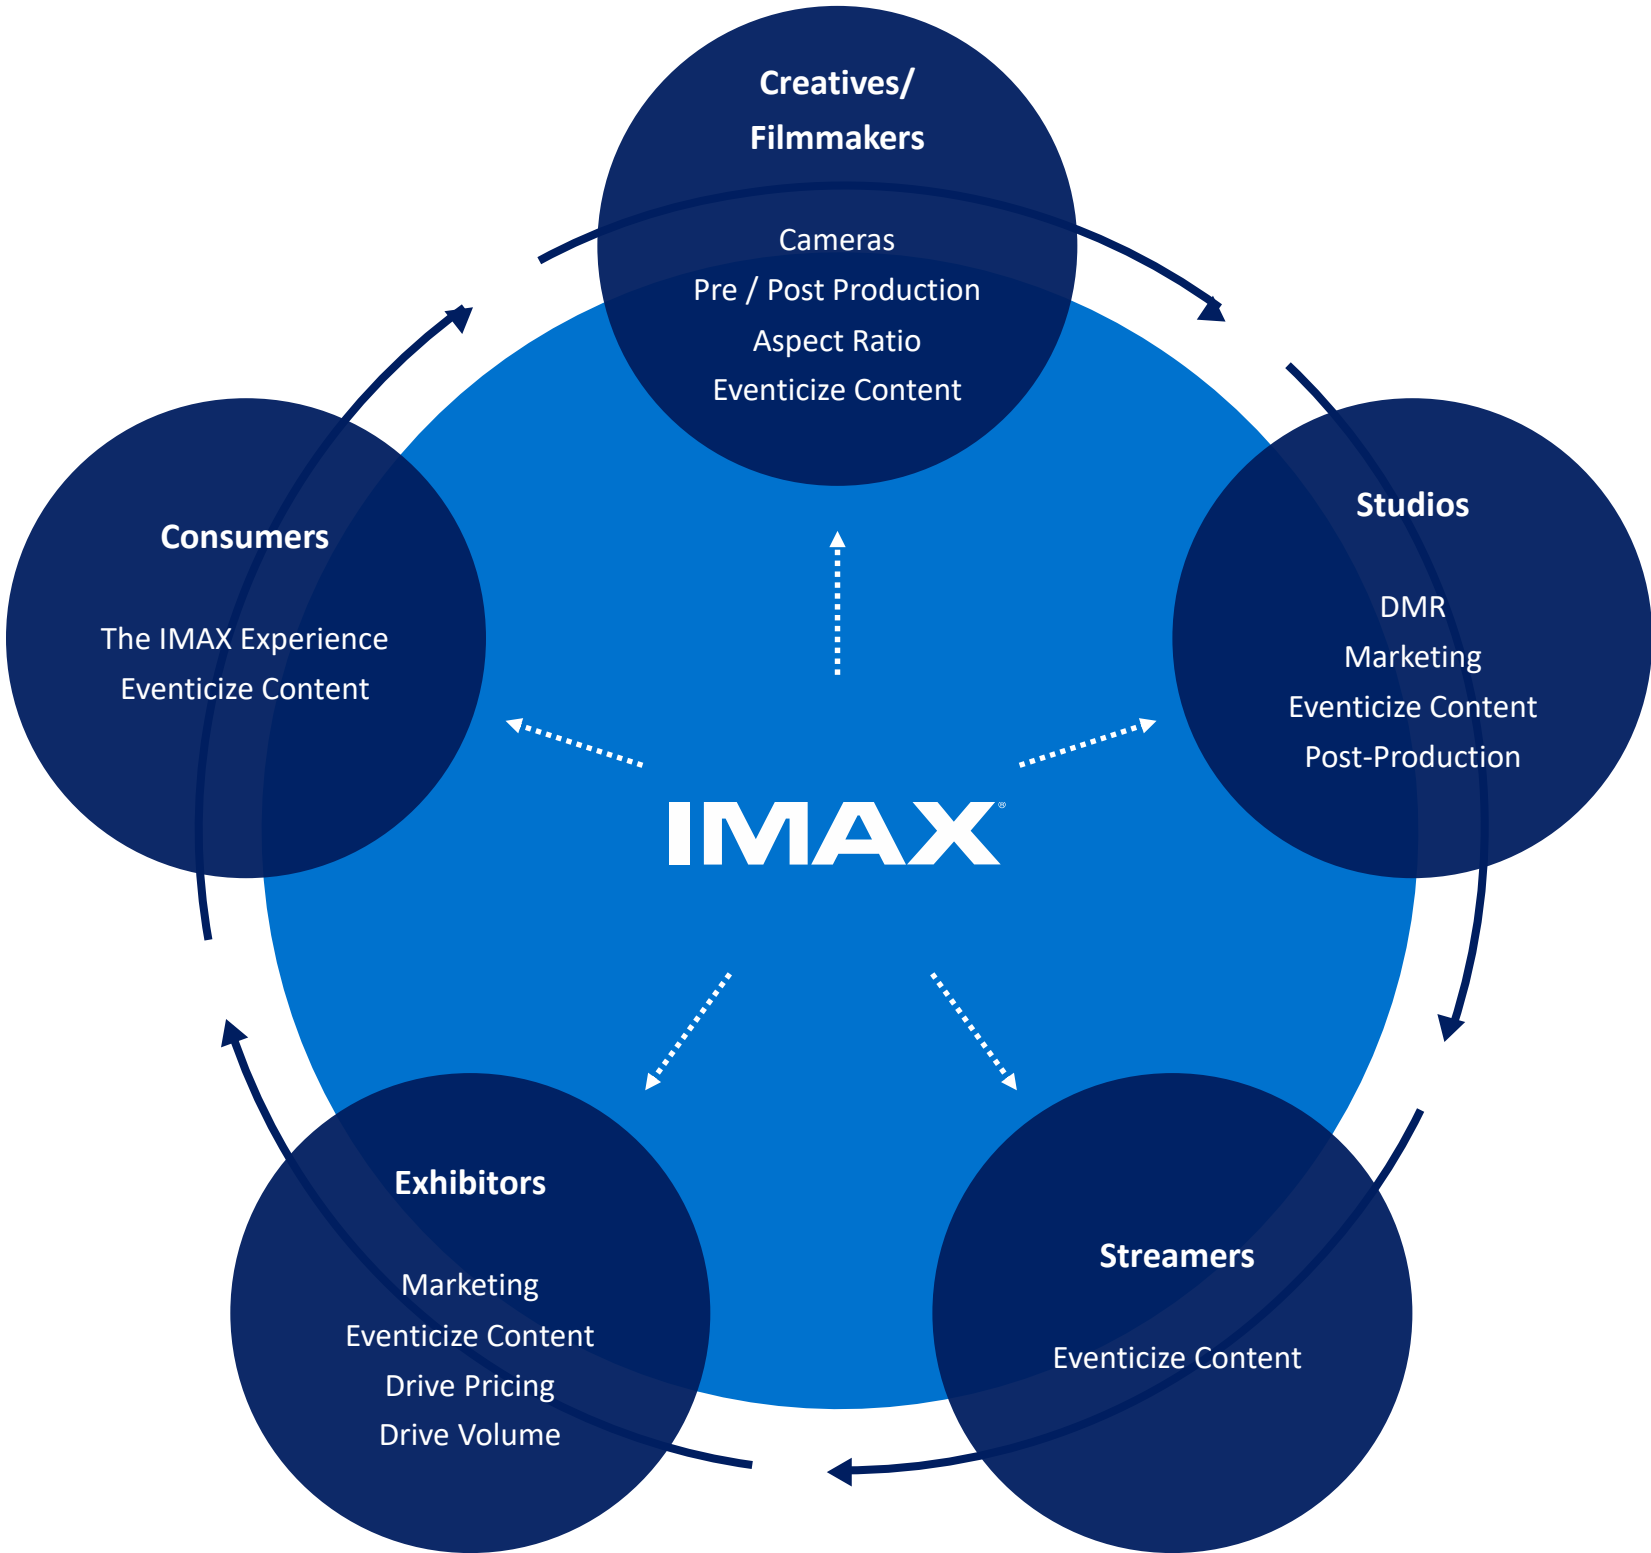 Creatives/
Filmmakers
Cameras
Pre / Post Production
Aspect Ratio
Eventicize Content
Studios
DMR
Marketing
Eventicize Content
Post-Production
Consumers
The IMAX Experience
Eventicize Content
IMAX®
Exhibitors
Marketing
Eventicize Content
Drive Pricing
Drive Volume
Streamers
Eventicize Content